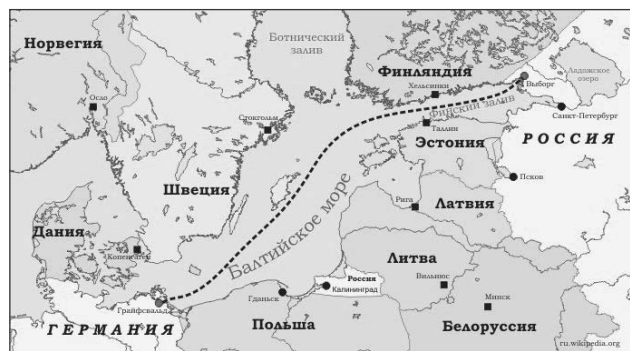 Норвегия
Ботнический
залив
Финляндия
Хельсинки
Выборг
Ладожское
озеро
Осло
Стокгольм
Финский залив
Санкт-Петербург
Таллин
РОССИЯ
Эстония
Швеция
Псков
Балтийское море
Рига
Латвия
Дания
Копенгаген
Литва
Россия
Калининград
Вильнюс
Грайфсвальд
Гданьск
Минск
ГЕРМАНИЯ
Польша
Белоруссия
ru.wikipedia.org